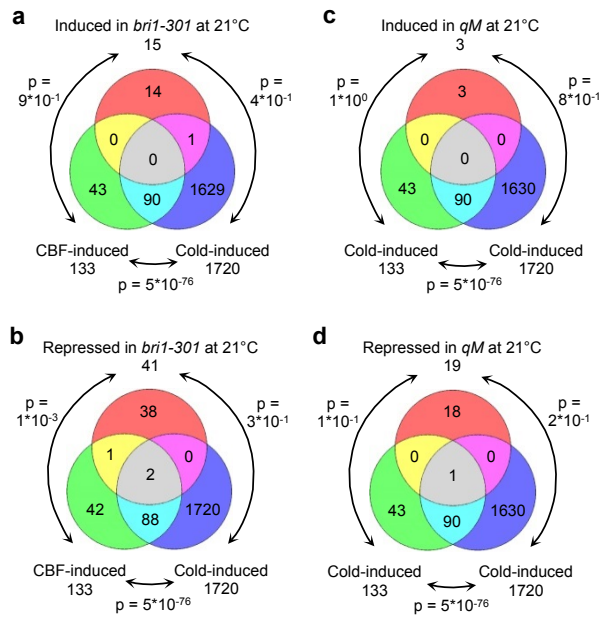 a
Induced in bri1-301 at 21°C
15
p =
9*10-1
p =
4*10-1
14
0
1
0
43
90
1629
CBF-induced
133
Cold-induced
1720
p = 5*10-76
c
Induced in qM at 21°C
3
p =
1*100
p =
8*10-1
3
0
0
0
43
90
1630
Cold-induced
133
Cold-induced
1720
p = 5*10-76
b
Repressed in bri1-301 at 21°C
41
p =
1*10-3
p =
3*10-1
38
1
0
2
42
88
1720
CBF-induced
133
Cold-induced
1720
p = 5*10-76
d
Repressed in qM at 21°C
19
p =
1*10-1
p =
2*10-1
18
0
0
1
43
90
1630
Cold-induced
133
Cold-induced
1720
p = 5*10-76